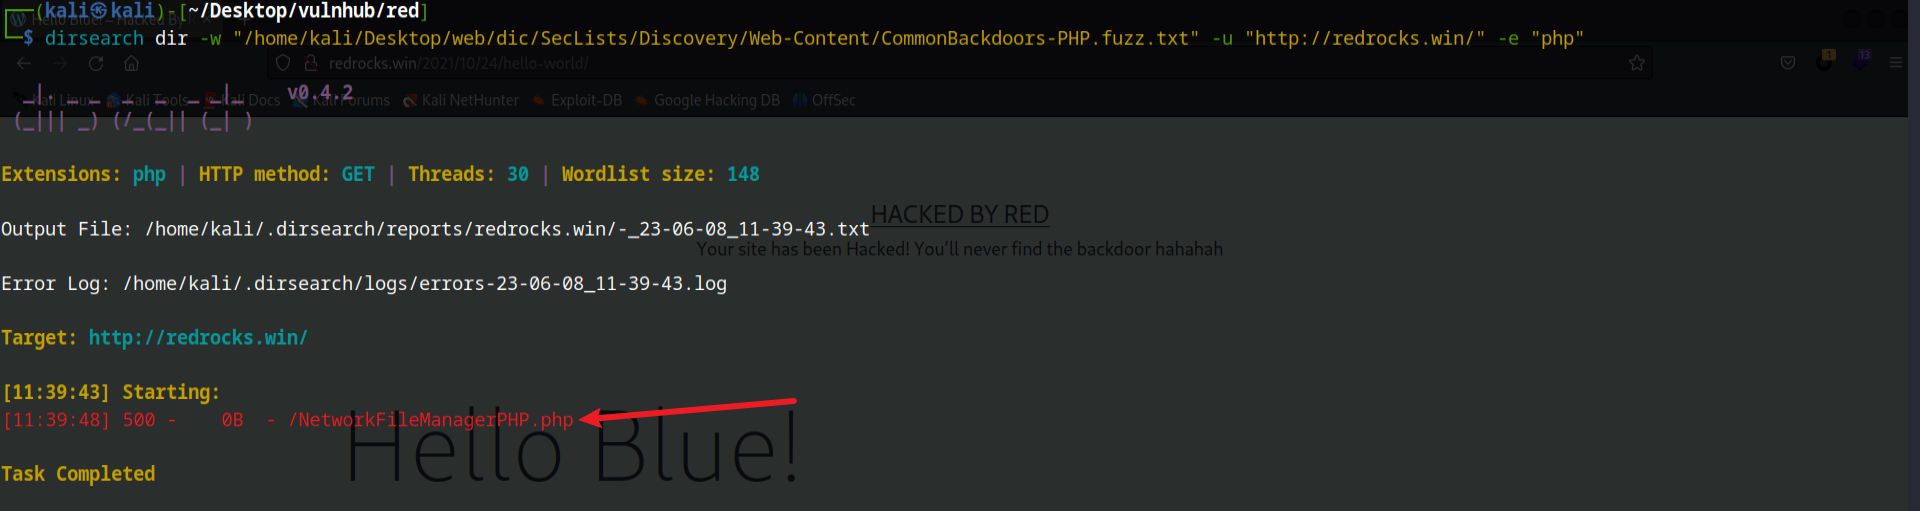 (kali㉿kali)-[~/Desktop/vulnhub/red]
$ dirsearch dir -w "/home/kali/Desktop/web/dic/SecLists/Discovery/Web-Content/CommonBackdoors-PHP.fuzz.txt" -u "http://redrocks.win/" -e "php"
redrocks.win/2021/10/24/hello-world/
Kali Linux Kali Tools Kali Docs Kali Forums Kali NetHunter Exploit-DB Google Hacking DB OffSec
v0.4.2
Extensions: php | HTTP method: GET | Threads: 30 | Wordlist size: 148
HACKED BY RED
Output File: /home/kali/.dirsearch/reports/redrocks.win/-_23-06-08_11-39-43.txt
Your site has been Hacked! You'll never find the backdoor hahahah
Error Log: /home/kali/.dirsearch/logs/errors-23-06-08_11-39-43.log
Target: http://redrocks.win/
[11:39:43] Starting:
[11:39:48] 500 -    0B  - /NetworkFileManagerPHP.php
Hello Blue!
Task Completed